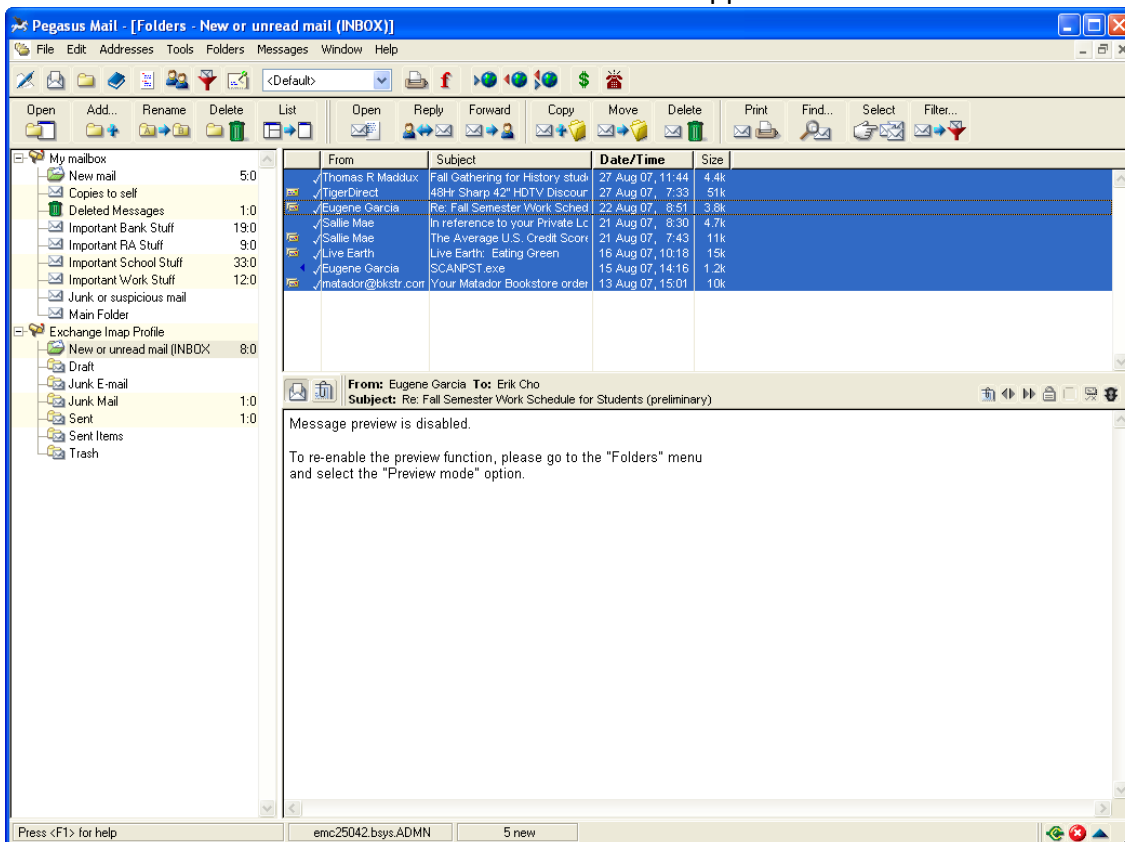 Pegasus Mail - [Folders - New or unread mail (INBOX)]
File Edit Addresses Tools Folders Messages Window Help
<Default>
Open Add... Rename Delete List Open Reply Forward Copy Move Delete Print Find... Select Filter...
My mailbox
New mail 5:0
Copies to self
Deleted Messages 1:0
Important Bank Stuff 19:0
Important RA Stuff 9:0
Important School Stuff 33:0
Important Work Stuff 12:0
Junk or suspicious mail
Main Folder
Exchange Imap Profile
New or unread mail (INBOX 8:0
Draft
Junk E-mail
Junk Mail 1:0
Sent 1:0
Sent Items
Trash
From Subject Date/Time Size
Thomas R Maddux Fall Gathering for History stud 27 Aug 07, 11:44 4.4k
TigerDirect 48Hr Sharp 42" HDTV Discour 27 Aug 07, 7:33 51k
Eugene Garcia Re: Fall Semester Work Sched 22 Aug 07, 8:51 3.8k
Sallie Mae In reference to your Private Lo 21 Aug 07, 8:30 4.7k
Sallie Mae The Average U.S. Credit Score 21 Aug 07, 7:43 11k
Live Earth Live Earth: Eating Green 16 Aug 07, 10:18 15k
Eugene Garcia SCANPST.exe 15 Aug 07, 14:16 1.2k
matador@bkstr.com Your Matador Bookstore order 13 Aug 07, 15:01 10k
From: Eugene Garcia To: Erik Cho
Subject: Re: Fall Semester Work Schedule for Students (preliminary)
Message preview is disabled.
To re-enable the preview function, please go to the "Folders" menu
and select the "Preview mode" option.
Press <F1> for help emc25042.bsys.ADMN 5 new